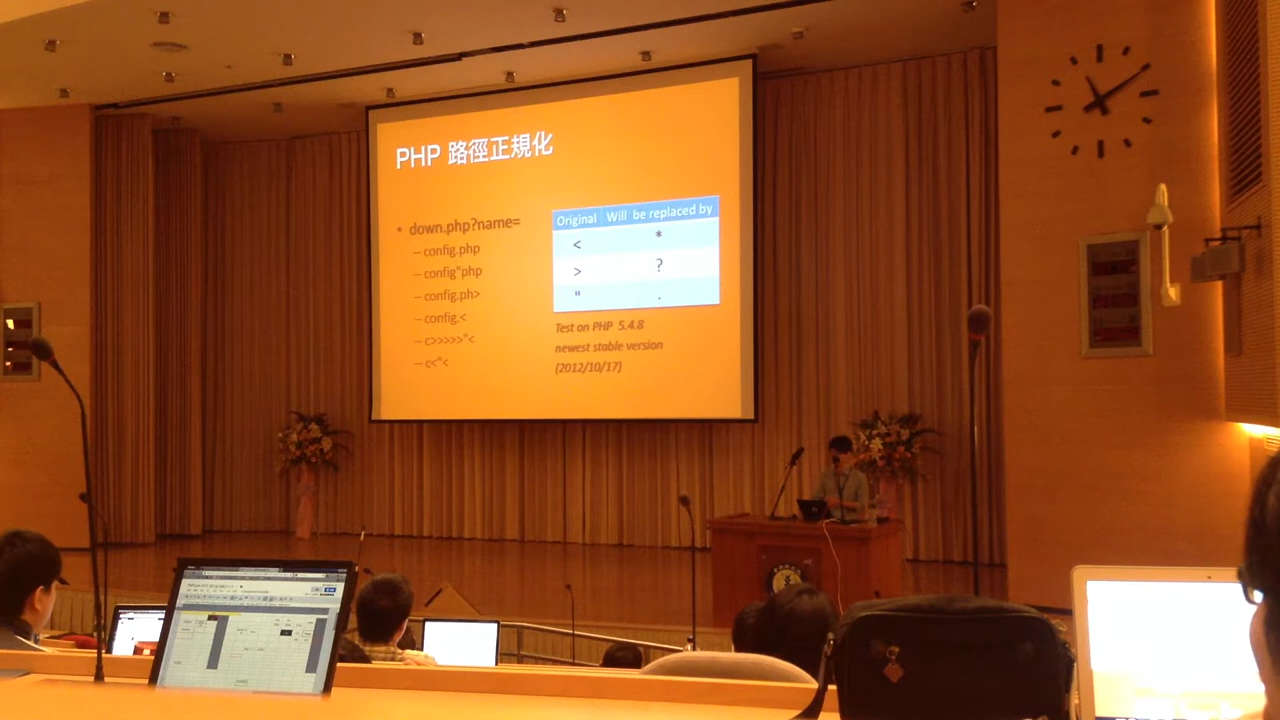 PHP 路徑正規化
• down.php?name=
– config.php
– config"php
– config.ph>
– config.<
– c>>>>>"<
– c<"<
Original Will be replaced by
< *
> ?
" .
Test on PHP 5.4.8
newest stable version
(2012/10/17)